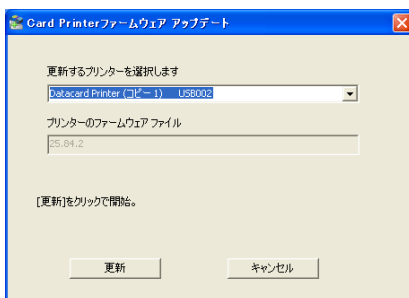 Card Printerファームウェア アップデート
更新するプリンターを選択します
Datacard Printer (コピー 1) USB002
プリンターのファームウェア ファイル
25.84.2
[更新]をクリックで開始。
更新
キャンセル